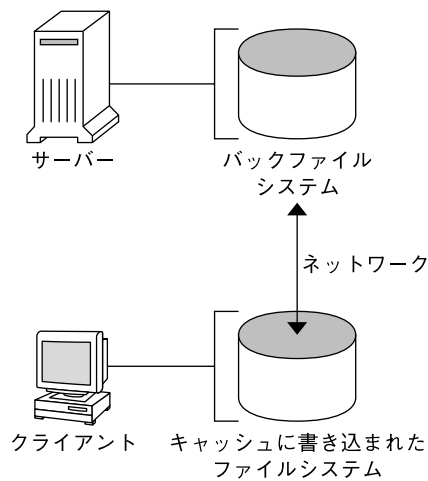 サーバー
バックファイル
システム
ネットワーク
クライアント
キャッシュに書き込まれた
ファイルシステム